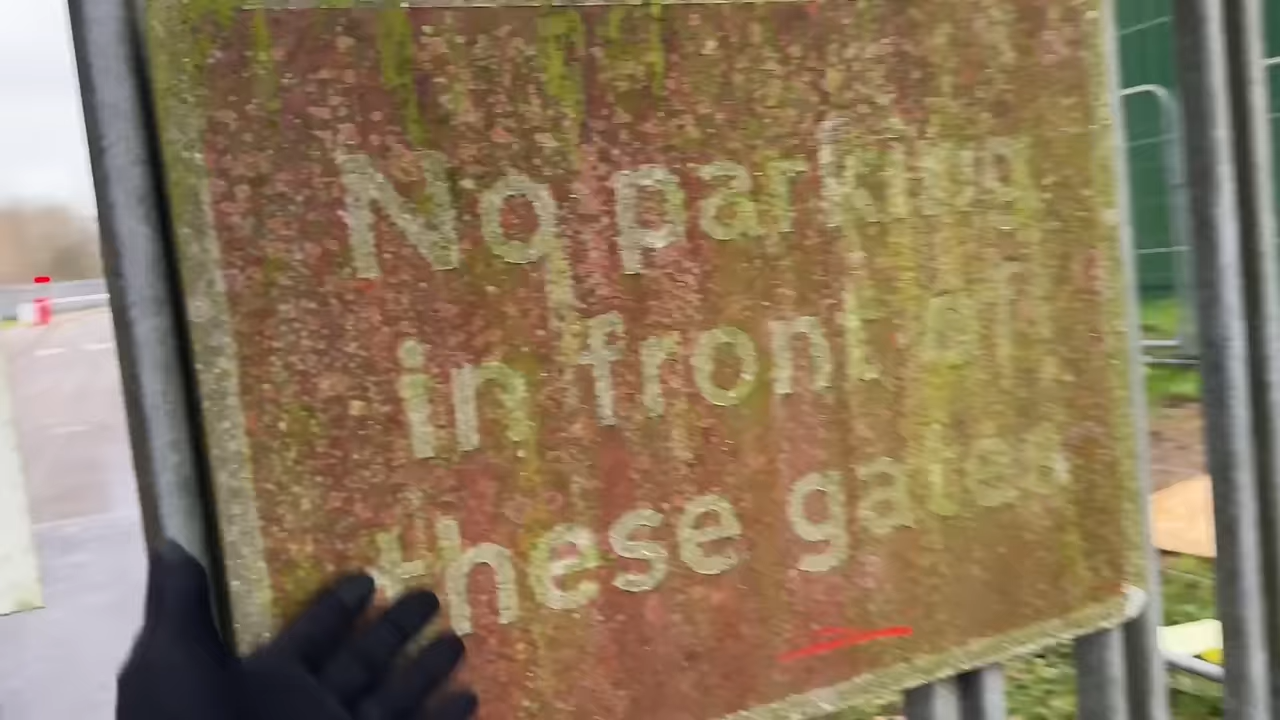 No parking
in front of
these gates